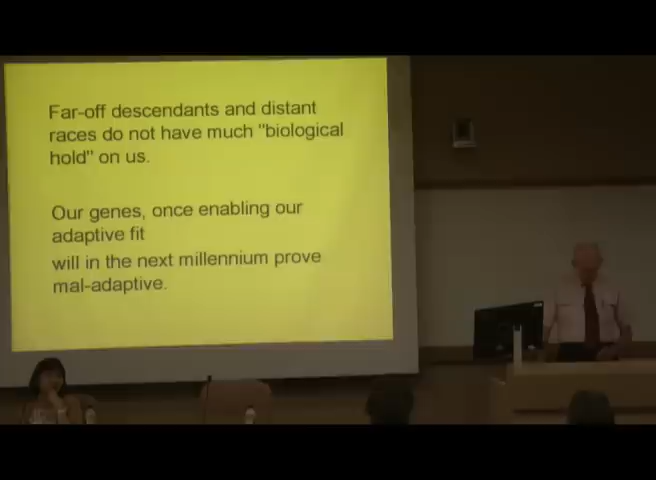 Far-off descendants and distant
races do not have much "biological
hold" on us.
Our genes, once enabling our
adaptive fit
will in the next millennium prove
mal-adaptive.